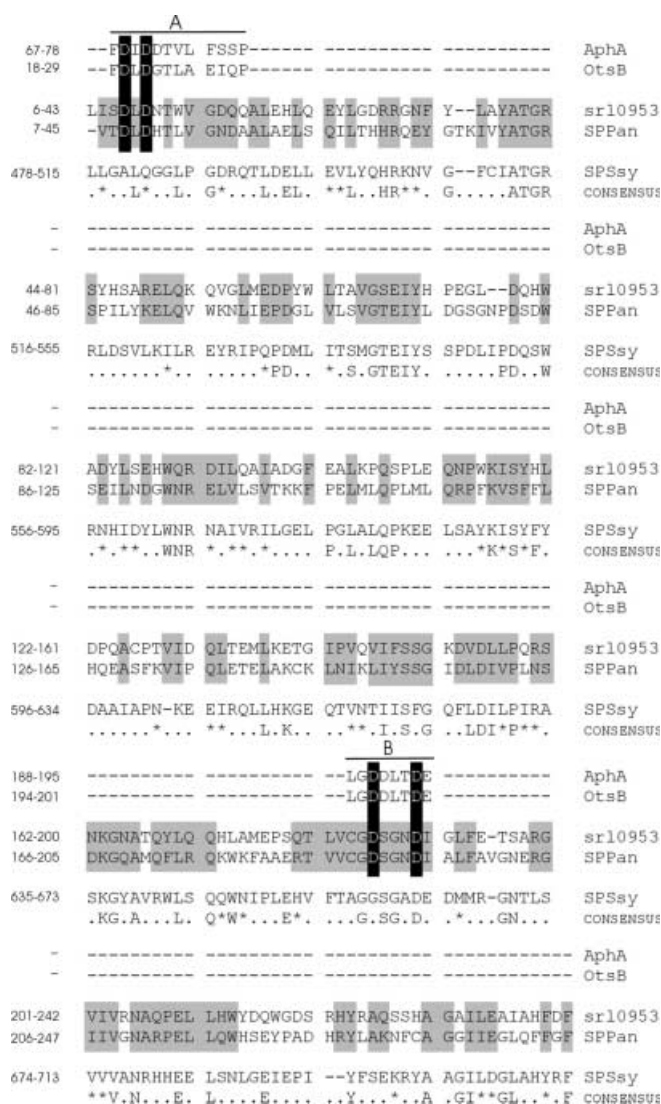 A
67-78 --FDIDDTVL FSSP------ ---------- ---------- AphA
18-29 --FDLDGTLA EIQP------ ---------- ---------- OtsB
6-43 LISDLDNTWV GDQQALEHLQ EYLGDRRGNF Y--LAYATGR sr10953
7-45 -VTDLDHTLV GNDAALAELS QILTHHRQEY GTKIVYATGR SPPan
478-515 LLGALQGGLP GDRQTLDELL EVLYQHRKNV G--FCIATGR SPSsy
.*..L*..L. G*...L.EL. **L.HR**. G....ATGR CONSENSUS
- ---------- ---------- ---------- ---------- AphA
- ---------- ---------- ---------- ---------- OtsB
44-81 SYHSARELQK QVGLMEDPYW LTAVGSEIYH PEGL--DQHW sr10953
46-85 SPILYKELQV WKNLIEPDGL VLSVGTEIYL DGSGNPDSDW SPPan
516-555 RLDSVLKILR EYRIPQPDML ITSMGTEIYS SPDLIPDQSW SPSsy
.......*.. ......*PD.. .*.S.GTEIY. .....PD..W CONSENSUS
- ---------- ---------- ---------- ---------- AphA
- ---------- ---------- ---------- ---------- OtsB
82-121 ADYLSEHWQR DILQAIADGF EALKPQSPLE QNPWKISYHL sr10953
86-125 SEILNDGWNR ELVLSVTKKF PELMLQPLML QRPFKVSFFL SPPan
556-595 RNHIDYLWNR NAIVRILGEL PGLALQPKEE LSAYKISYFY SPSsy
.*.**..WNR .*..**.*.... P.L.LQP... ...*K*S*F. CONSENSUS
- ---------- ---------- ---------- ---------- AphA
- ---------- ---------- ---------- ---------- OtsB
122-161 DPQACPTVID QLTEMLKETG IPVQVIFSSG KDVDLLPQRS sr10953
126-165 HQEASFKVIP QLETELAKCK LNIKLIYSSG IDLDIVPLNS SPPan
596-634 DAAIAPN-KE EIRQLLHKGE QTVNTIISFG QFLDILPIRA SPSsy
......*... .**..L.K.. ...**.I.S.G ..LDI*P**. CONSENSUS
B
188-195 ---------- ---------- ----LGDDLTDE ---------- AphA
194-201 ---------- ---------- ----LGDDLTDE ---------- OtsB
162-200 NKGNATQYLQ QHLAMEPSQT LVCGDSGNDI GLFE-TSARG sr10953
166-205 DKGQAMQFLR QKWKFAAERT VVCGDSGNDI ALFAVGNERG SPPan
635-673 SKGYAVRWLS QQWNIPLEHV FTAGGSGADE DMMR-GNTLS SPSsy
.KG.A...L. Q*W*...E*. ...G.SG.D. .*...GN... CONSENSUS
- ---------- ---------- ---------- ------------ AphA
- ---------- ---------- ---------- ------------ OtsB
201-242 VIVRNAQPEL LHWYDQWGDS RHYRAQSSHA GAILEAIAHFDF sr10953
206-247 IIVGNARPEL LQWHSEYPAD HRYLAKNFCA GGIIEGLQFFGF SPPan
674-713 VVVANRHHEE LSNLGEIEPI --YFSEKRYA AGILDGLAHYRF SPSsy
**V.N...E. L....E.... ..Y...*..A .GI**GL..*.F CONSENSUS